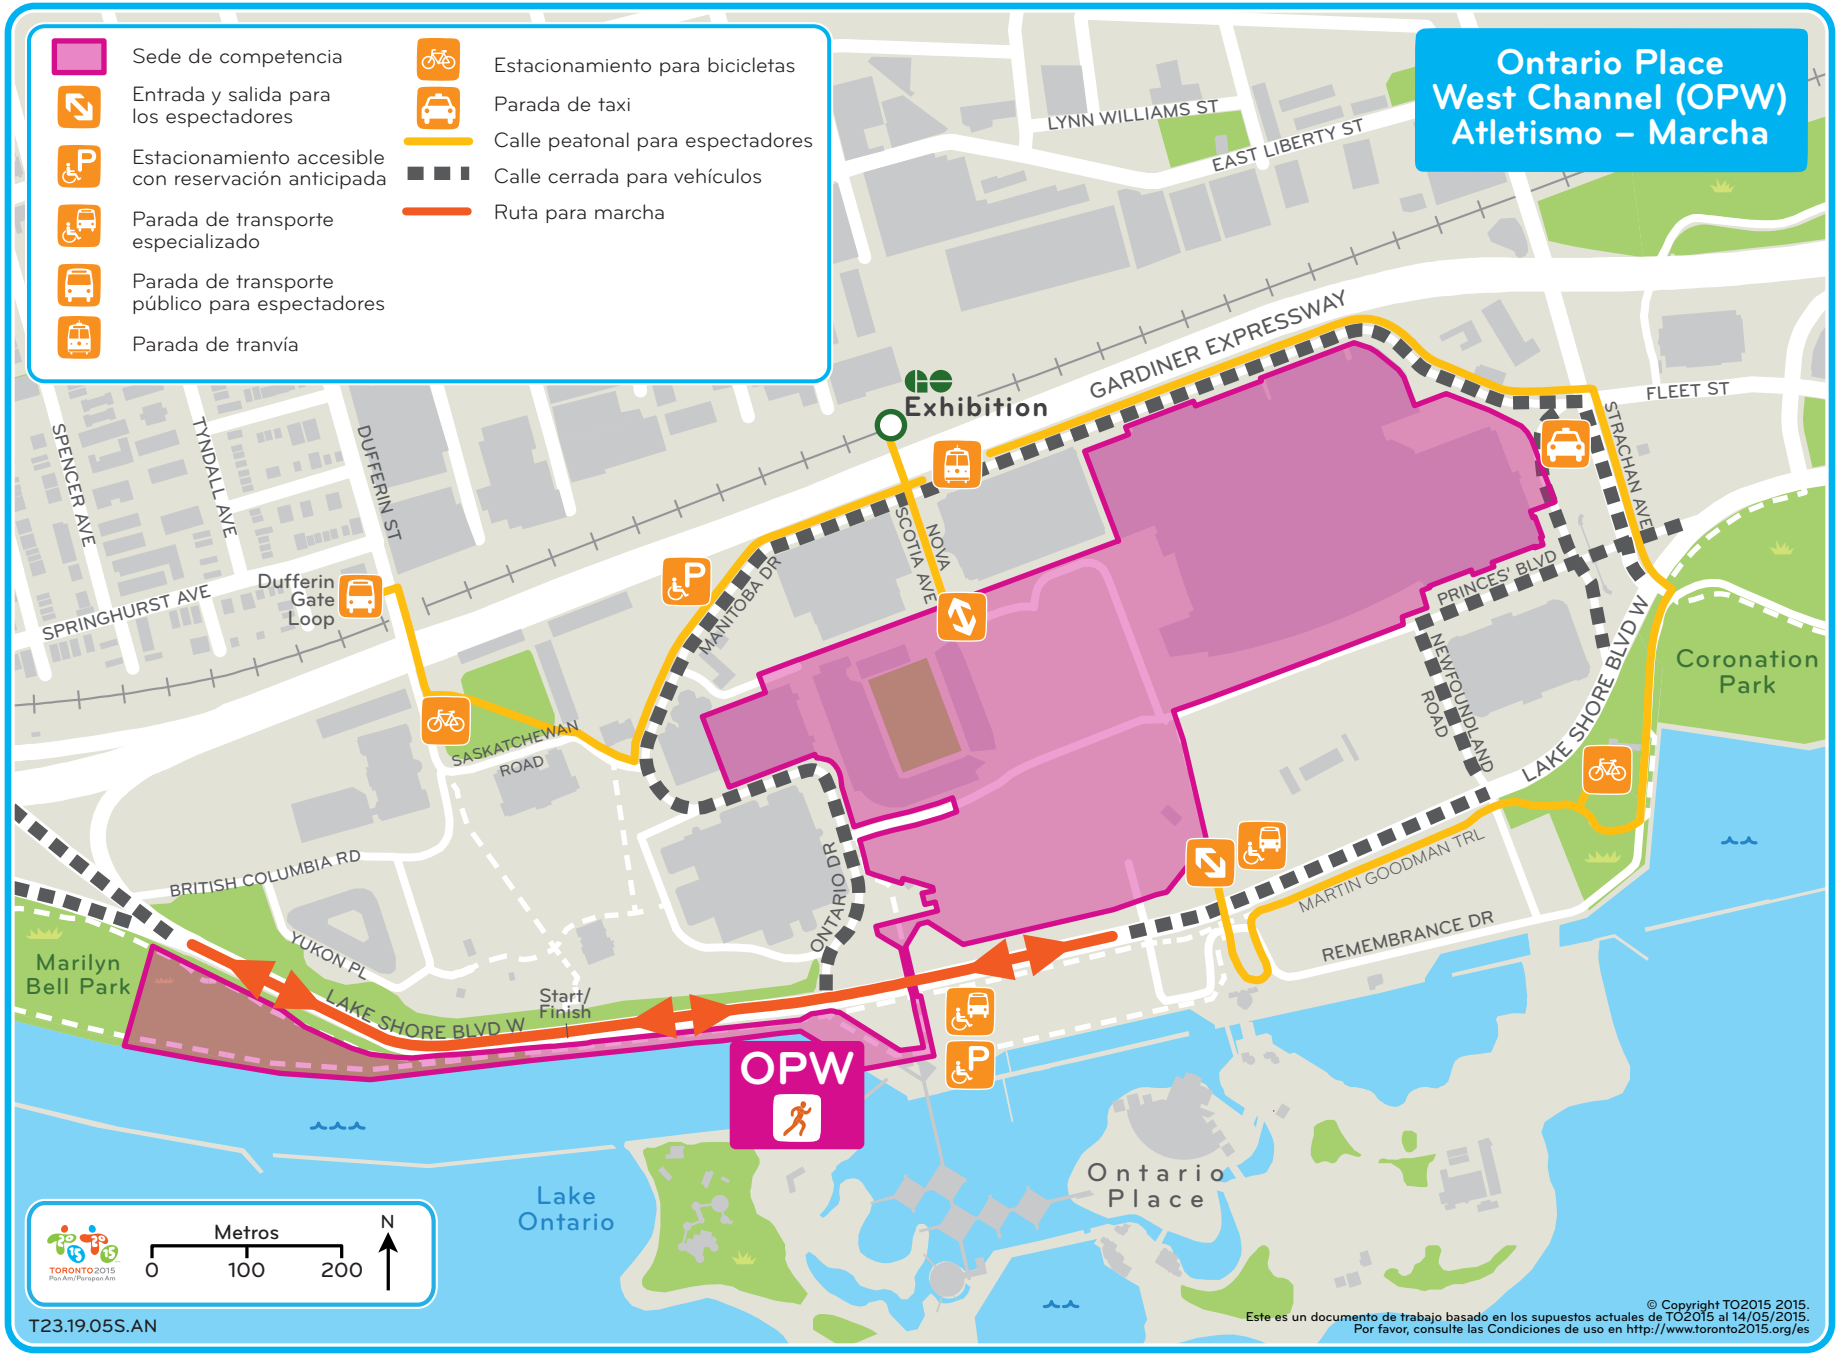 Sede de competencia
Entrada y salida para
los espectadores
P
Estacionamiento accesible
con reservación anticipada
Parada de transporte
especializado
Parada de transporte
público para espectadores
Parada de tranvía
Estacionamiento para bicicletas
Parada de taxi
Calle peatonal para espectadores
Calle cerrada para vehículos
Ruta para marcha
Ontario Place
West Channel (OPW)
Atletismo – Marcha
LYNN WILLIAMS ST
EAST LIBERTY ST
GARDINER EXPRESSWAY
FLEET ST
STRACHAN AVE
Exhibition
SPENCER AVE
TYNDALL AVE
DUFFERIN ST
SPRINGHURST AVE
Dufferin
Gate
Loop
P
MANITOBA DR
NOVA
SCOTIA AVE
PRINCES' BLVD
NEWFOUNDLAND
ROAD
LAKE SHORE BLVD W
Coronation
Park
SASKATCHEWAN
ROAD
BRITISH COLUMBIA RD
YUKON PL
ONTARIO DR
MARTIN GOODMAN TRL
REMEMBRANCE DR
Marilyn
Bell Park
LAKE SHORE BLVD W
Start/
Finish
P
OPW
Lake
Ontario
Ontario
Place
Metros
0 100 200
N
2015
2015
TORONTO2015
Pan Am/Parapan Am
T23.19.05S.AN
© Copyright TO2015 2015.
Este es un documento de trabajo basado en los supuestos actuales de TO2015 al 14/05/2015.
Por favor, consulte las Condiciones de uso en http://www.toronto2015.org/es